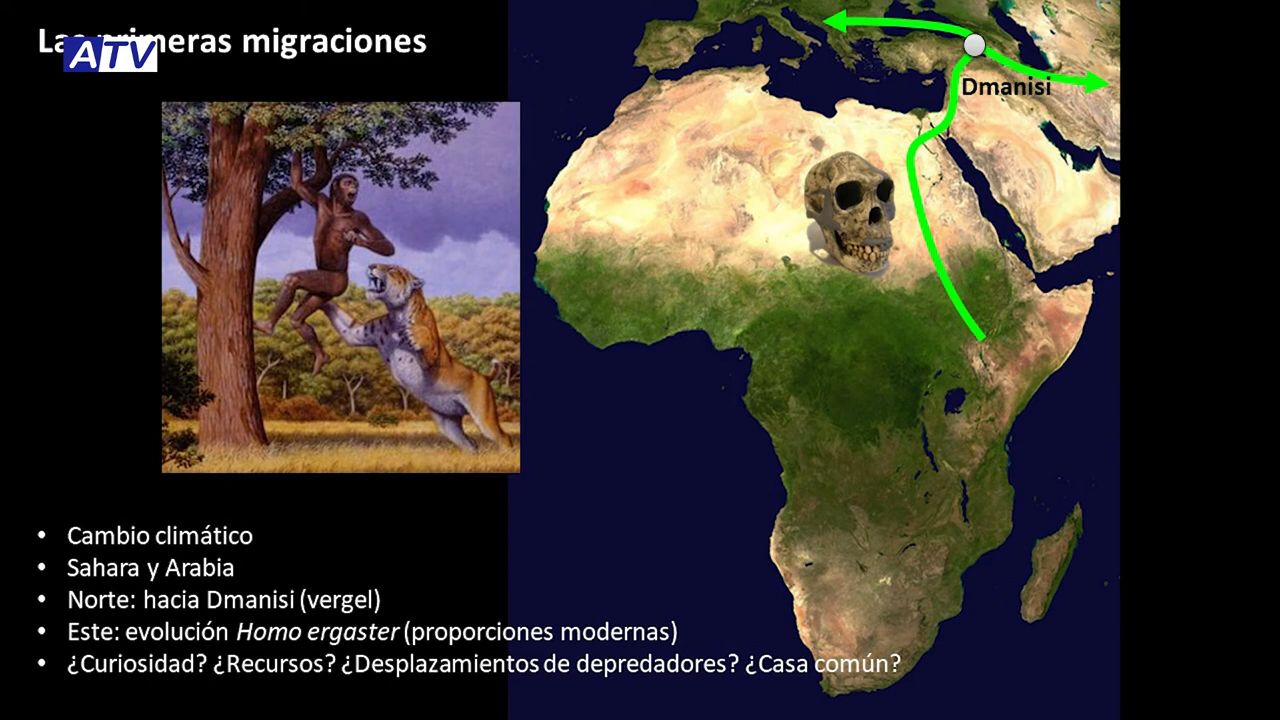 Las primeras migraciones
ATV
Dmanisi
• Cambio climático
• Sahara y Arabia
• Norte: hacia Dmanisi (vergel)
• Este: evolución Homo ergaster (proporciones modernas)
• ¿Curiosidad? ¿Recursos? ¿Desplazamientos de depredadores? ¿Casa común?